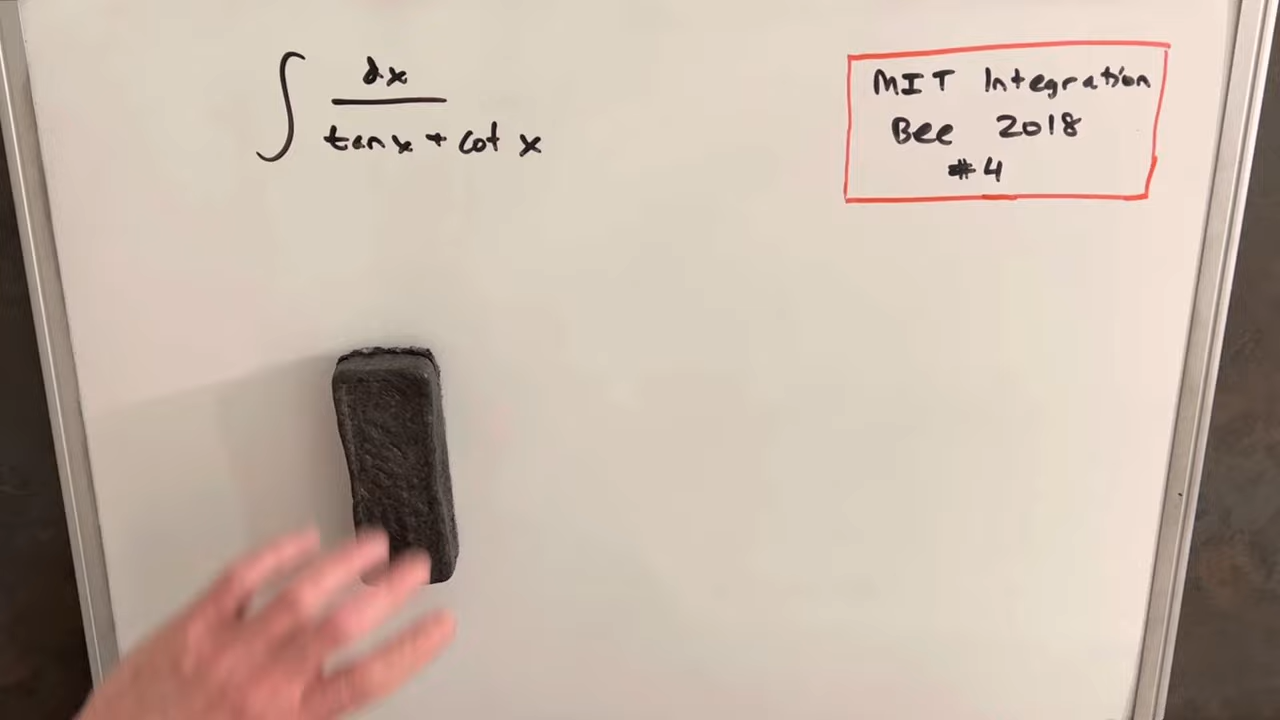 ∫ dx
tan x + cot x
MIT Integration
Bee 2018
#4